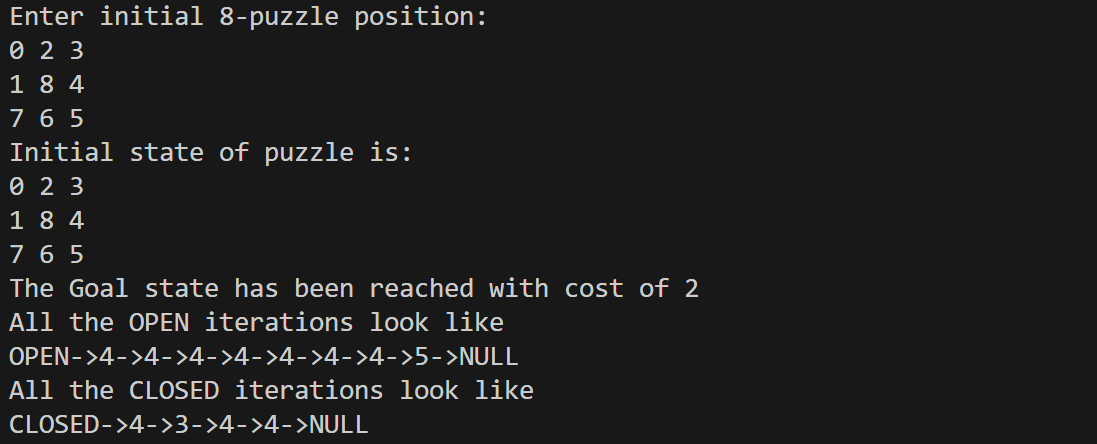 Enter initial 8-puzzle position:
0 2 3
1 8 4
7 6 5
Initial state of puzzle is:
0 2 3
1 8 4
7 6 5
The Goal state has been reached with cost of 2
All the OPEN iterations look like
OPEN->4->4->4->4->4->4->4->5->NULL
All the CLOSED iterations look like
CLOSED->4->3->4->4->NULL